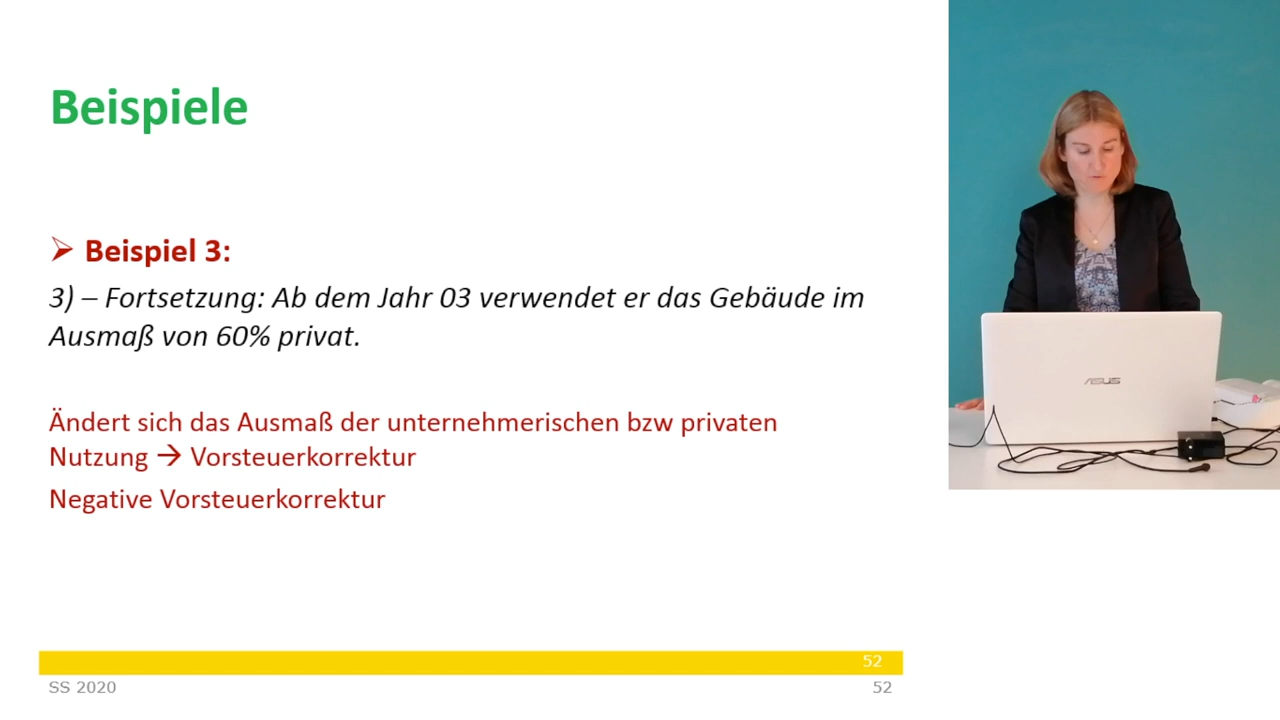 Beispiele
➢ Beispiel 3:
3) – Fortsetzung: Ab dem Jahr 03 verwendet er das Gebäude im
Ausmaß von 60% privat.
Ändert sich das Ausmaß der unternehmerischen bzw privaten
Nutzung → Vorsteuerkorrektur
Negative Vorsteuerkorrektur
52
SS 2020
52
ASUS